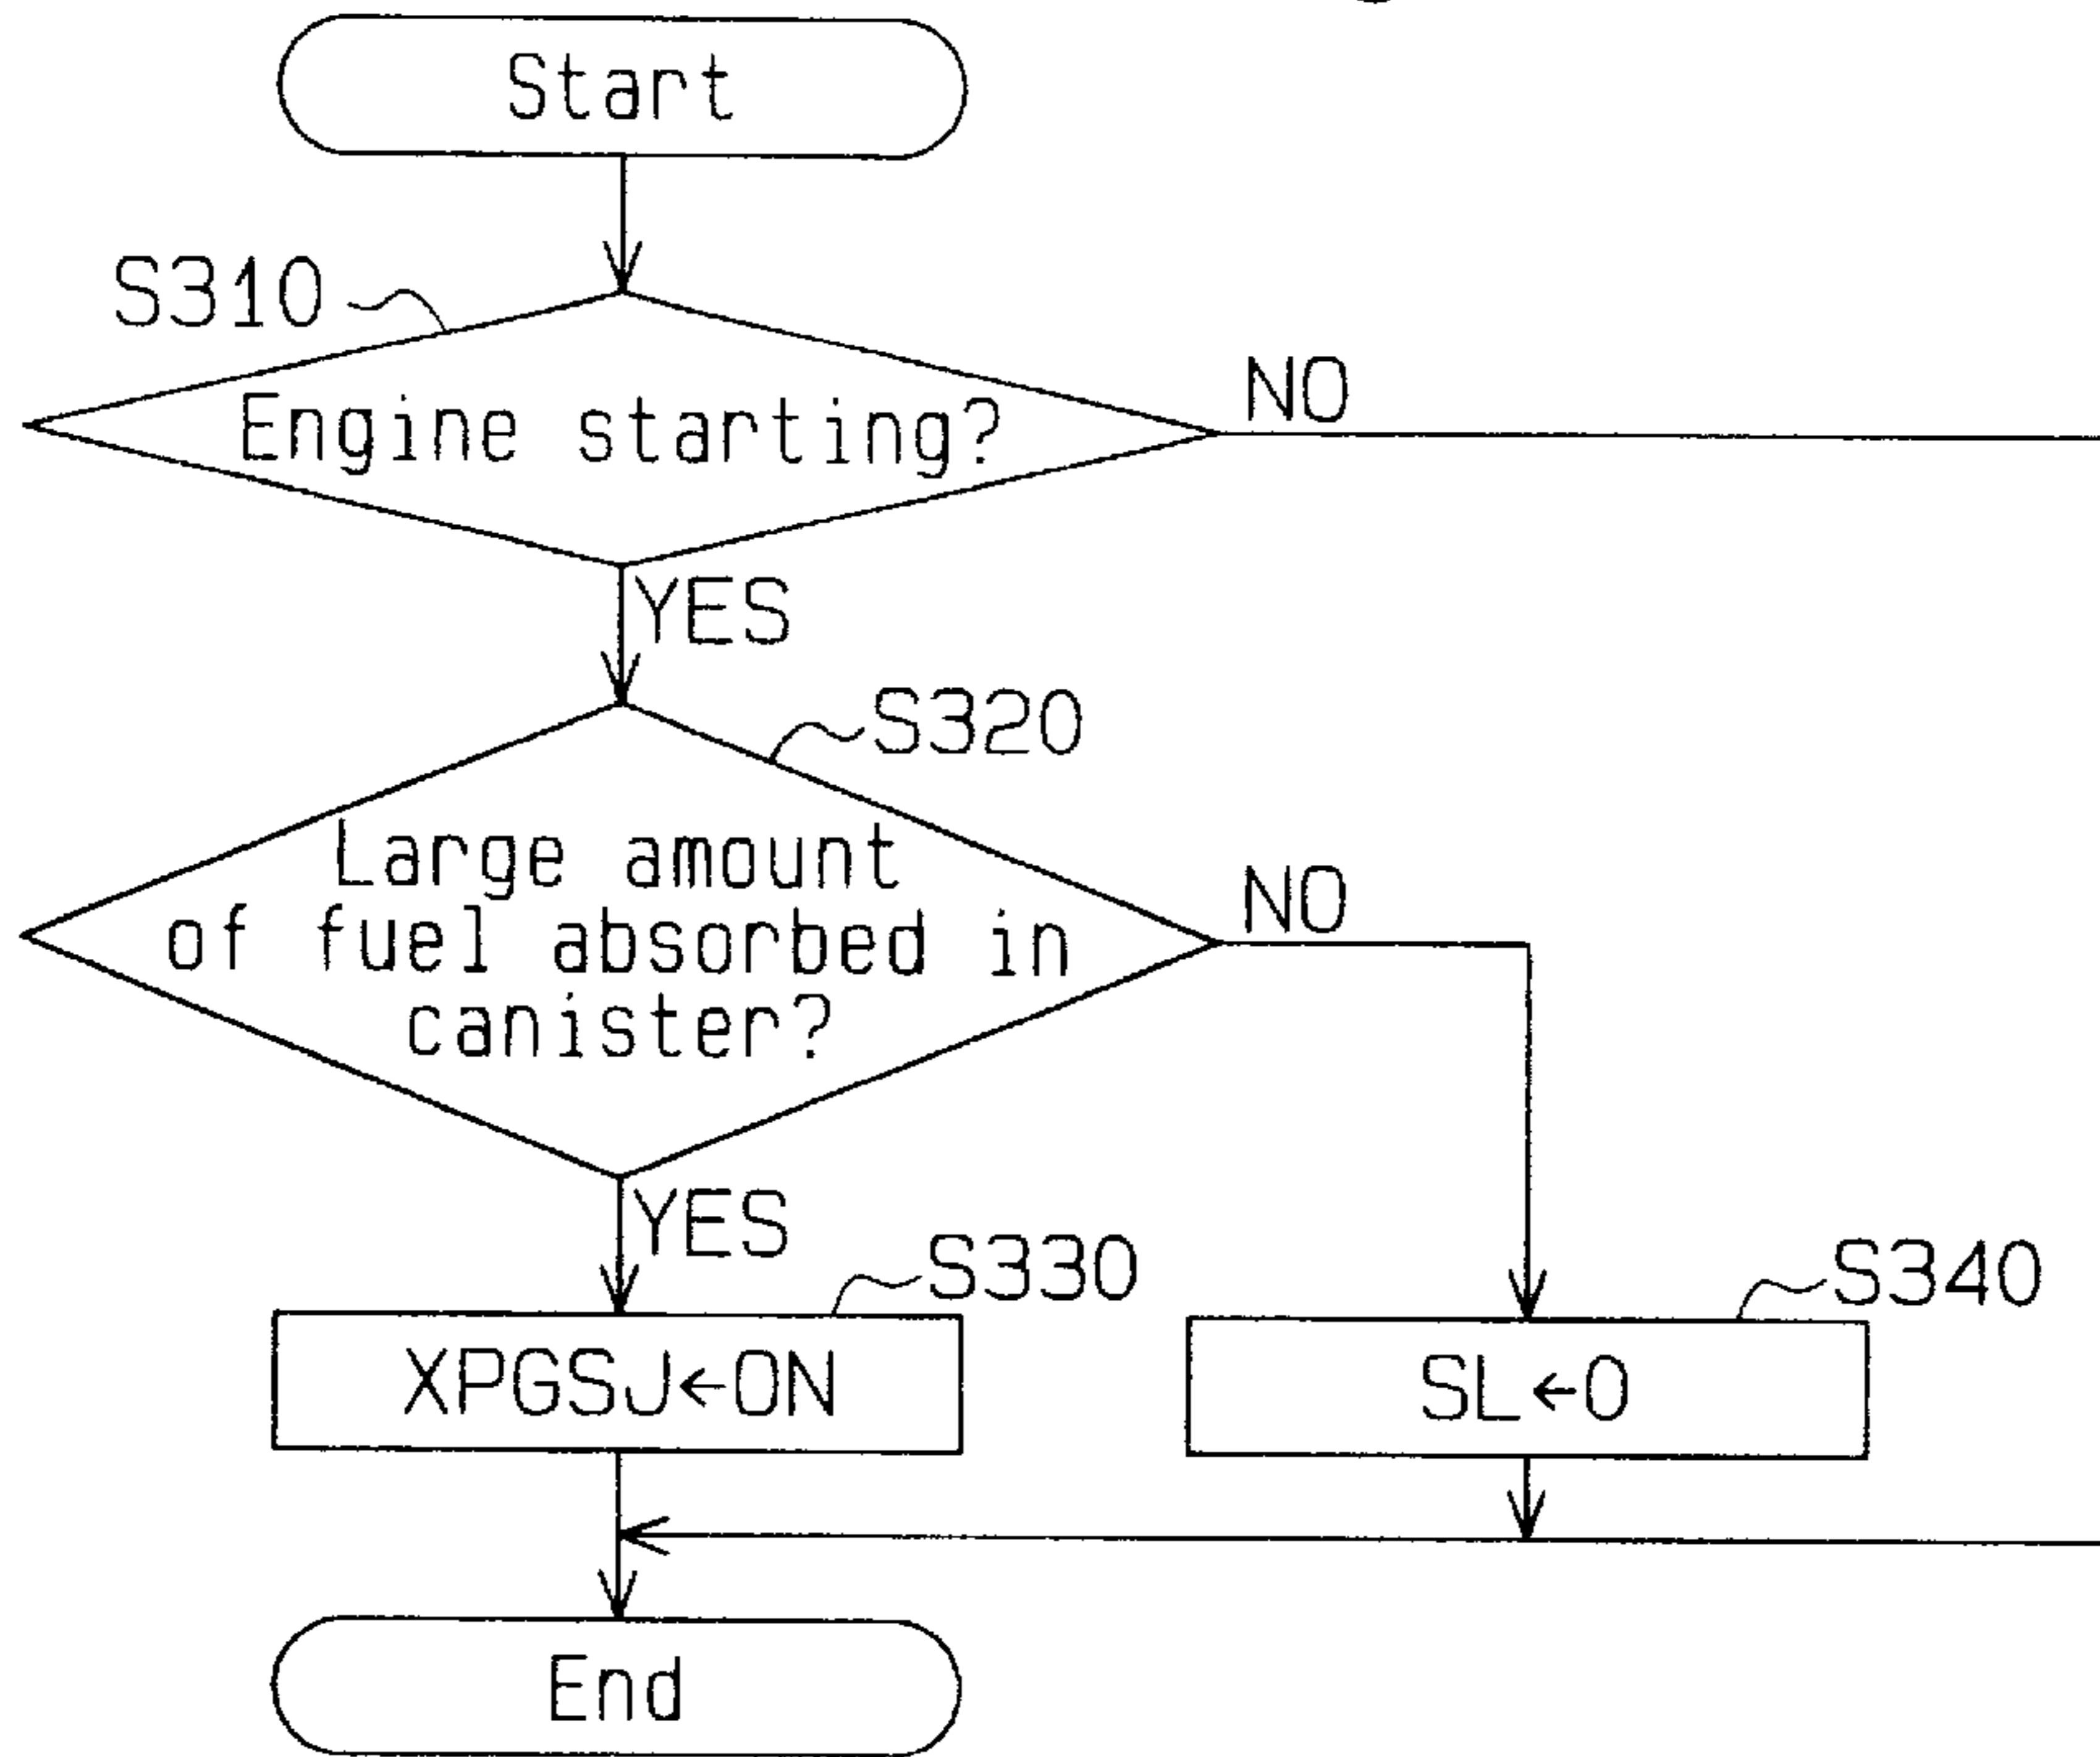 Start
S310
Engine starting?
NO
YES
S320
Large amount
of fuel absorbed in
canister?
NO
YES
S330
S340
XPGSJ←ON
SL←0
End